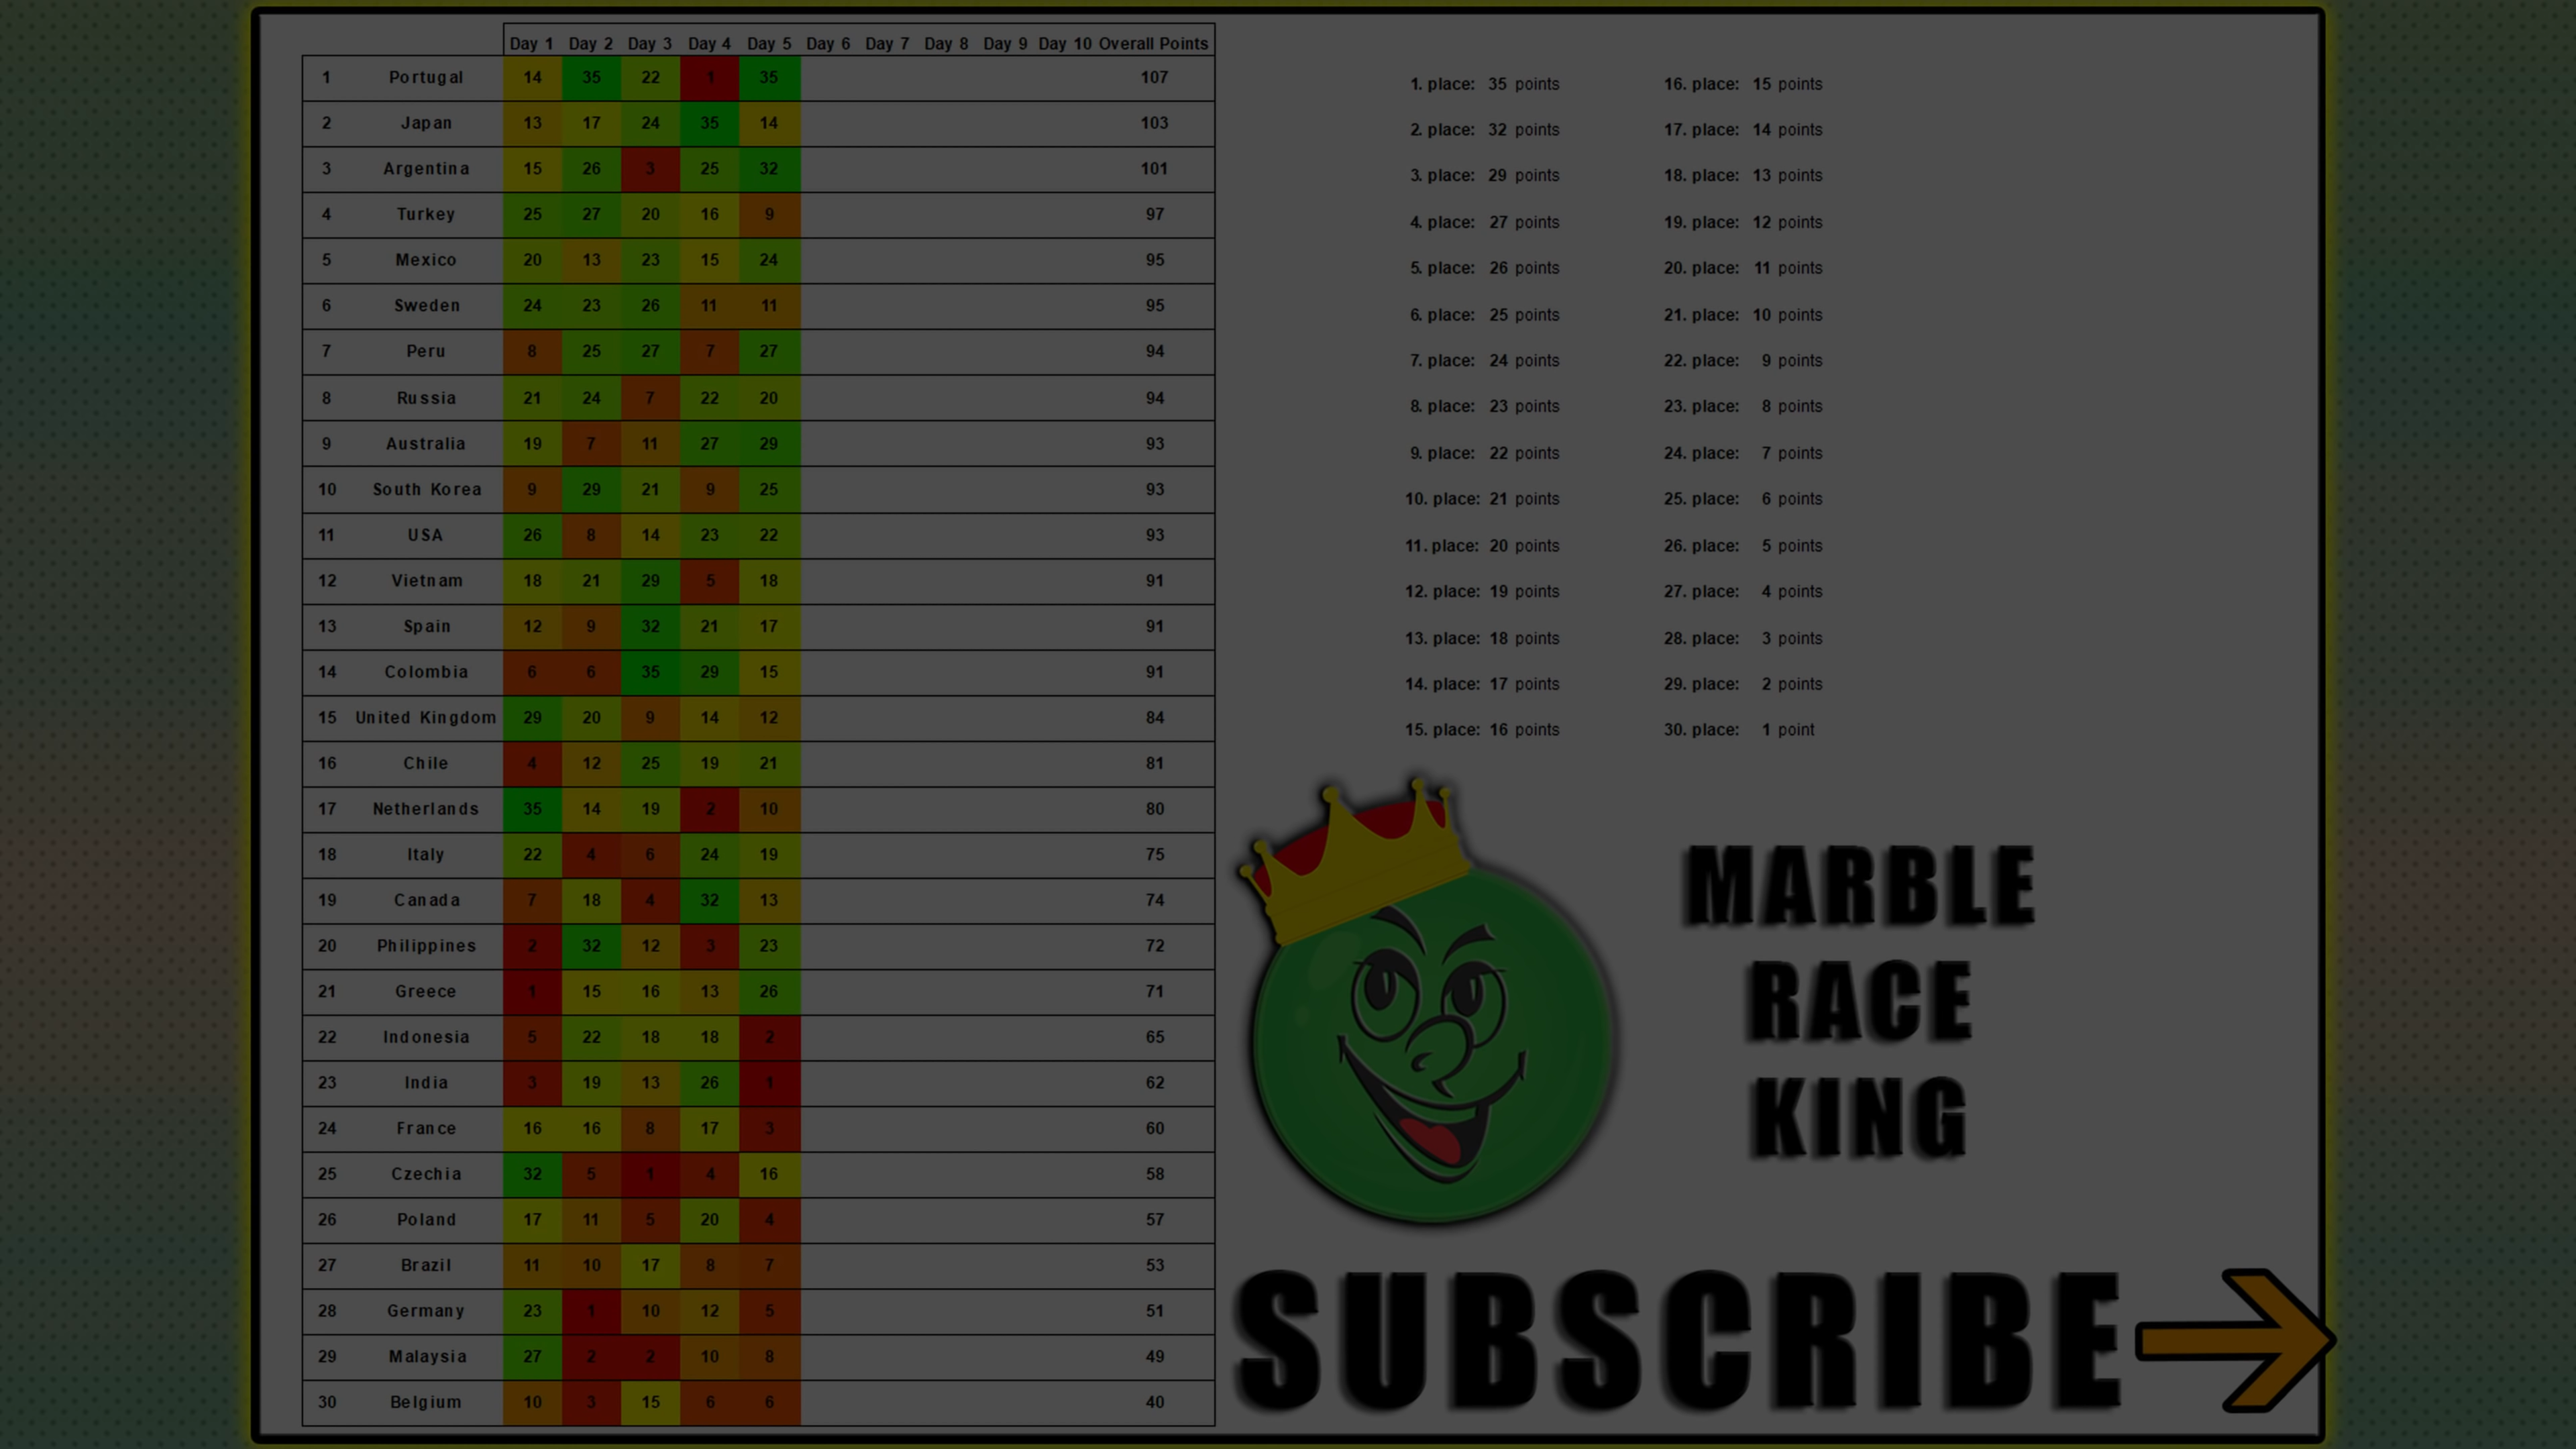 Day 1 Day 2 Day 3 Day 4 Day 5 Day 6 Day 7 Day 8 Day 9 Day 10 Overall Points
1 Portugal 14 35 22 1 35 107
2 Japan 13 17 24 35 14 103
3 Argentina 15 26 3 25 32 101
4 Turkey 25 27 20 16 9 97
5 Mexico 20 13 23 15 24 95
6 Sweden 24 23 26 11 11 95
7 Peru 8 25 27 7 27 94
8 Russia 21 24 7 22 20 94
9 Australia 19 7 11 27 29 93
10 South Korea 9 29 21 9 25 93
11 USA 26 8 14 23 22 93
12 Vietnam 18 21 29 5 18 91
13 Spain 12 9 32 21 17 91
14 Colombia 6 6 35 29 15 91
15 United Kingdom 29 20 9 14 12 84
16 Chile 4 12 25 19 21 81
17 Netherlands 35 14 19 2 10 80
18 Italy 22 4 6 24 19 75
19 Canada 7 18 4 32 13 74
20 Philippines 2 32 12 3 23 72
21 Greece 1 15 16 13 26 71
22 Indonesia 5 22 18 18 2 65
23 India 3 19 13 26 1 62
24 France 16 16 8 17 3 60
25 Czechia 32 5 1 4 16 58
26 Poland 17 11 5 20 4 57
27 Brazil 11 10 17 8 7 53
28 Germany 23 1 10 12 5 51
29 Malaysia 27 2 2 10 8 49
30 Belgium 10 3 15 6 6 40
1. place: 35 points
2. place: 32 points
3. place: 29 points
4. place: 27 points
5. place: 26 points
6. place: 25 points
7. place: 24 points
8. place: 23 points
9. place: 22 points
10. place: 21 points
11. place: 20 points
12. place: 19 points
13. place: 18 points
14. place: 17 points
15. place: 16 points
16. place: 15 points
17. place: 14 points
18. place: 13 points
19. place: 12 points
20. place: 11 points
21. place: 10 points
22. place: 9 points
23. place: 8 points
24. place: 7 points
25. place: 6 points
26. place: 5 points
27. place: 4 points
28. place: 3 points
29. place: 2 points
30. place: 1 point
MARBLE
RACE
KING
SUBSCRIBE